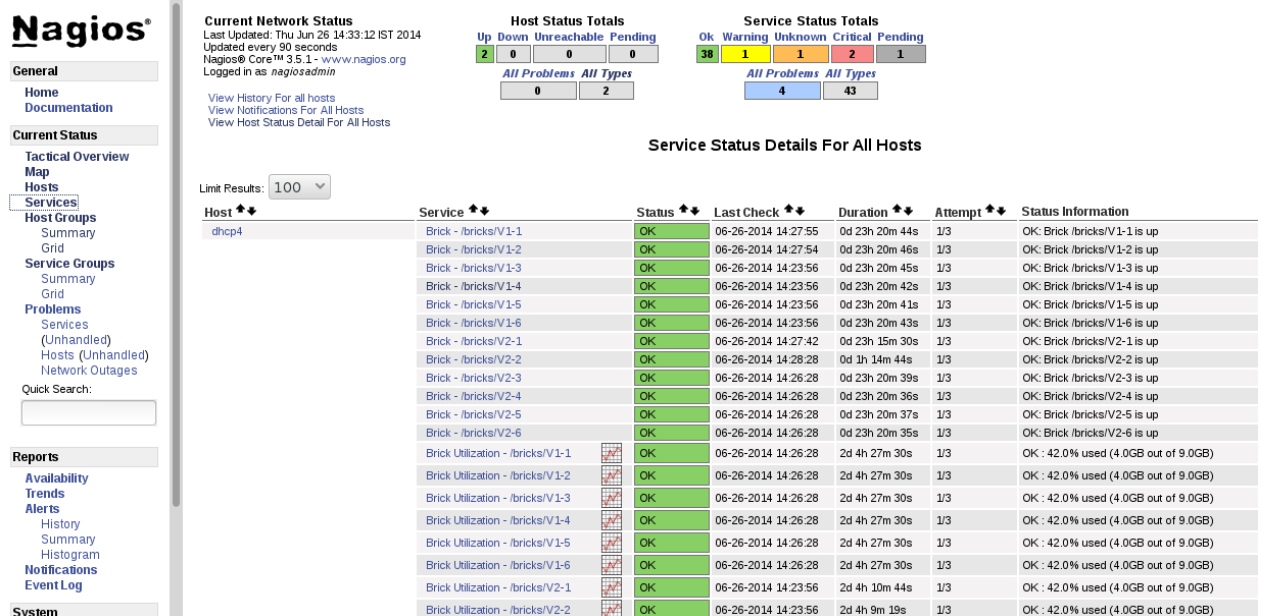 Nagios®
General
Home
Documentation
Current Status
Tactical Overview
Map
Hosts
Services
Host Groups
Summary
Grid
Service Groups
Summary
Grid
Problems
Services
(Unhandled)
Hosts (Unhandled)
Network Outages
Quick Search:
Reports
Availability
Trends
Alerts
History
Summary
Histogram
Notifications
Event Log
System
Current Network Status
Last Updated: Thu Jun 26 14:33:12 IST 2014
Updated every 90 seconds
Nagios® Core™ 3.5.1 - www.nagios.org
Logged in as nagiosadmin
View History For all hosts
View Notifications For All Hosts
View Host Status Detail For All Hosts
Host Status Totals
Up Down Unreachable Pending
2 0 0 0
All Problems All Types
0 2
Service Status Totals
Ok Warning Unknown Critical Pending
38 1 1 2 1
All Problems All Types
4 43
Service Status Details For All Hosts
Limit Results: 100
Host Service Status Last Check Duration Attempt Status Information
dhcp4 Brick - /bricks/V1-1 OK 06-26-2014 14:27:55 0d 23h 20m 44s 1/3 OK: Brick /bricks/V1-1 is up
Brick - /bricks/V1-2 OK 06-26-2014 14:27:54 0d 23h 20m 46s 1/3 OK: Brick /bricks/V1-2 is up
Brick - /bricks/V1-3 OK 06-26-2014 14:23:56 0d 23h 20m 45s 1/3 OK: Brick /bricks/V1-3 is up
Brick - /bricks/V1-4 OK 06-26-2014 14:23:56 0d 23h 20m 42s 1/3 OK: Brick /bricks/V1-4 is up
Brick - /bricks/V1-5 OK 06-26-2014 14:23:56 0d 23h 20m 41s 1/3 OK: Brick /bricks/V1-5 is up
Brick - /bricks/V1-6 OK 06-26-2014 14:23:56 0d 23h 20m 43s 1/3 OK: Brick /bricks/V1-6 is up
Brick - /bricks/V2-1 OK 06-26-2014 14:27:42 0d 23h 15m 30s 1/3 OK: Brick /bricks/V2-1 is up
Brick - /bricks/V2-2 OK 06-26-2014 14:28:28 0d 1h 14m 44s 1/3 OK: Brick /bricks/V2-2 is up
Brick - /bricks/V2-3 OK 06-26-2014 14:26:28 0d 23h 20m 39s 1/3 OK: Brick /bricks/V2-3 is up
Brick - /bricks/V2-4 OK 06-26-2014 14:26:28 0d 23h 20m 36s 1/3 OK: Brick /bricks/V2-4 is up
Brick - /bricks/V2-5 OK 06-26-2014 14:26:28 0d 23h 20m 37s 1/3 OK: Brick /bricks/V2-5 is up
Brick - /bricks/V2-6 OK 06-26-2014 14:26:28 0d 23h 20m 35s 1/3 OK: Brick /bricks/V2-6 is up
Brick Utilization - /bricks/V1-1 OK 06-26-2014 14:26:28 2d 4h 27m 30s 1/3 OK : 42.0% used (4.0GB out of 9.0GB)
Brick Utilization - /bricks/V1-2 OK 06-26-2014 14:26:28 2d 4h 27m 30s 1/3 OK : 42.0% used (4.0GB out of 9.0GB)
Brick Utilization - /bricks/V1-3 OK 06-26-2014 14:26:28 2d 4h 27m 30s 1/3 OK : 42.0% used (4.0GB out of 9.0GB)
Brick Utilization - /bricks/V1-4 OK 06-26-2014 14:26:28 2d 4h 27m 30s 1/3 OK : 42.0% used (4.0GB out of 9.0GB)
Brick Utilization - /bricks/V1-5 OK 06-26-2014 14:26:28 2d 4h 27m 30s 1/3 OK : 42.0% used (4.0GB out of 9.0GB)
Brick Utilization - /bricks/V1-6 OK 06-26-2014 14:26:28 2d 4h 27m 30s 1/3 OK : 42.0% used (4.0GB out of 9.0GB)
Brick Utilization - /bricks/V2-1 OK 06-26-2014 14:23:56 2d 4h 10m 44s 1/3 OK : 42.0% used (4.0GB out of 9.0GB)
Brick Utilization - /bricks/V2-2 OK 06-26-2014 14:23:56 2d 4h 9m 19s 1/3 OK : 42.0% used (4.0GB out of 9.0GB)